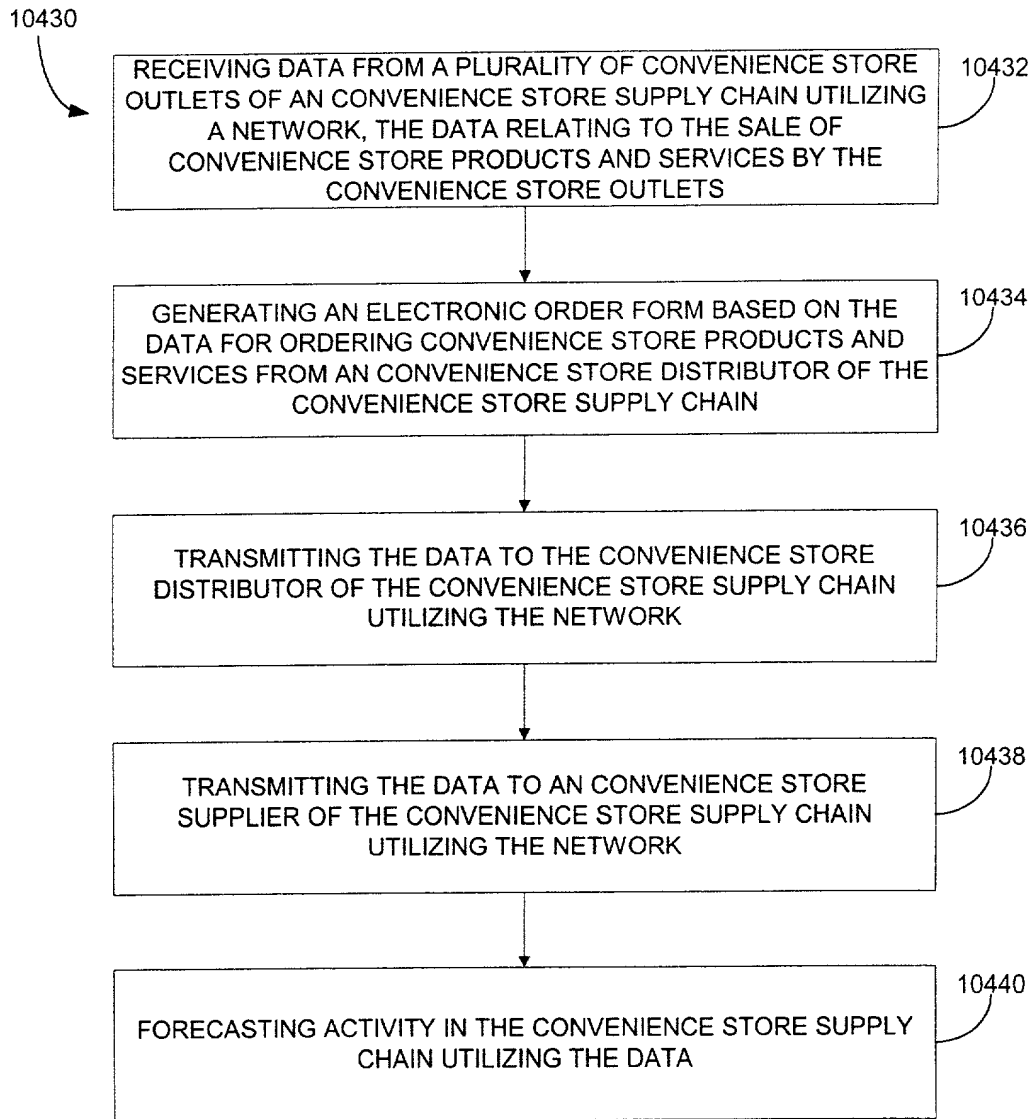 10430
RECEIVING DATA FROM A PLURALITY OF CONVENIENCE STORE
OUTLETS OF AN CONVENIENCE STORE SUPPLY CHAIN UTILIZING
A NETWORK, THE DATA RELATING TO THE SALE OF
CONVENIENCE STORE PRODUCTS AND SERVICES BY THE
CONVENIENCE STORE OUTLETS
10432
GENERATING AN ELECTRONIC ORDER FORM BASED ON THE
DATA FOR ORDERING CONVENIENCE STORE PRODUCTS AND
SERVICES FROM AN CONVENIENCE STORE DISTRIBUTOR OF THE
CONVENIENCE STORE SUPPLY CHAIN
10434
TRANSMITTING THE DATA TO THE CONVENIENCE STORE
DISTRIBUTOR OF THE CONVENIENCE STORE SUPPLY CHAIN
UTILIZING THE NETWORK
10436
TRANSMITTING THE DATA TO AN CONVENIENCE STORE
SUPPLIER OF THE CONVENIENCE STORE SUPPLY CHAIN
UTILIZING THE NETWORK
10438
FORECASTING ACTIVITY IN THE CONVENIENCE STORE SUPPLY
CHAIN UTILIZING THE DATA
10440